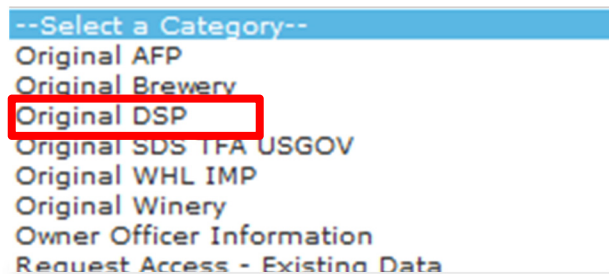 --Select a Category--
Original AFP
Original Brewery
Original DSP
Original SDS TFA USGOV
Original WHL IMP
Original Winery
Owner Officer Information
Request Access - Existing Data